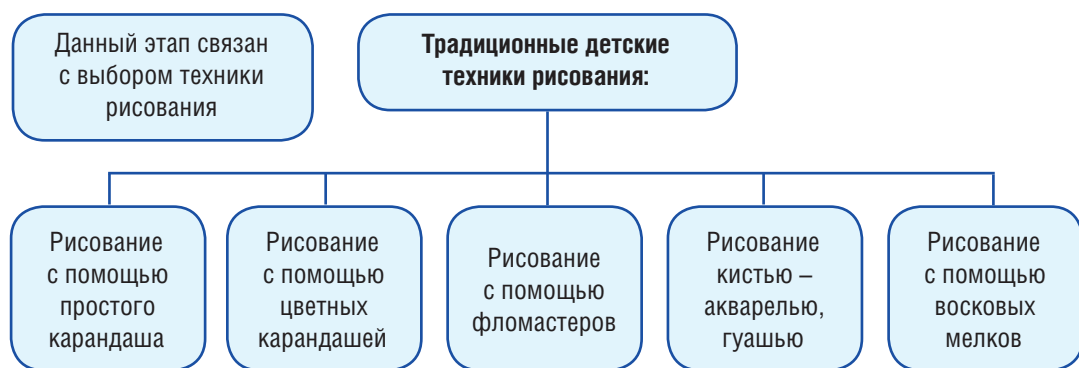 Данный этап связан
с выбором техники
рисования
Традиционные детские
техники рисования:
Рисование
с помощью
простого
карандаша
Рисование
с помощью
цветных
карандашей
Рисование
с помощью
фломастеров
Рисование
кистью –
акварелью,
гуашью
Рисование
с помощью
восковых
мелков